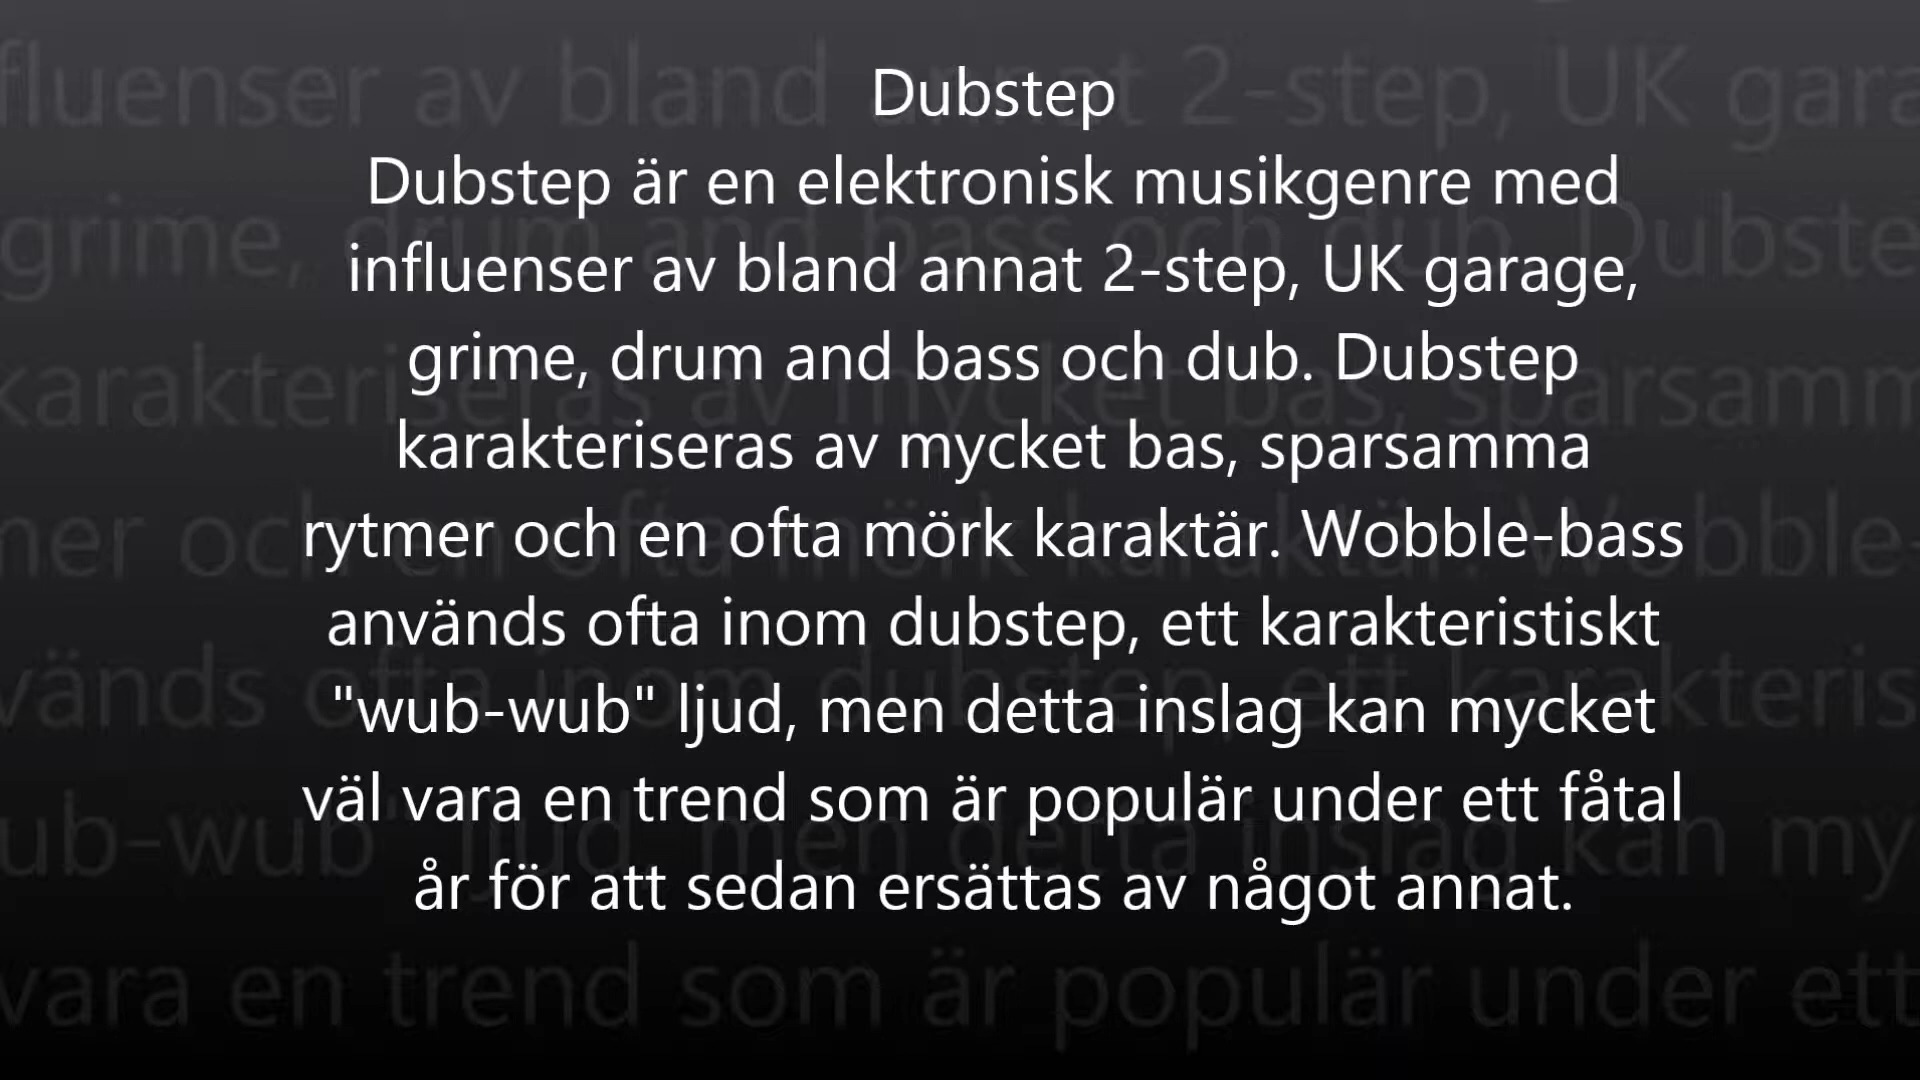 Dubstep
Dubstep är en elektronisk musikgenre med
influenser av bland annat 2-step, UK garage,
grime, drum and bass och dub. Dubstep
karakteriseras av mycket bas, sparsamma
rytmer och en ofta mörk karaktär. Wobble-bass
används ofta inom dubstep, ett karakteristiskt
"wub-wub" ljud, men detta inslag kan mycket
väl vara en trend som är populär under ett fåtal
år för att sedan ersättas av något annat.